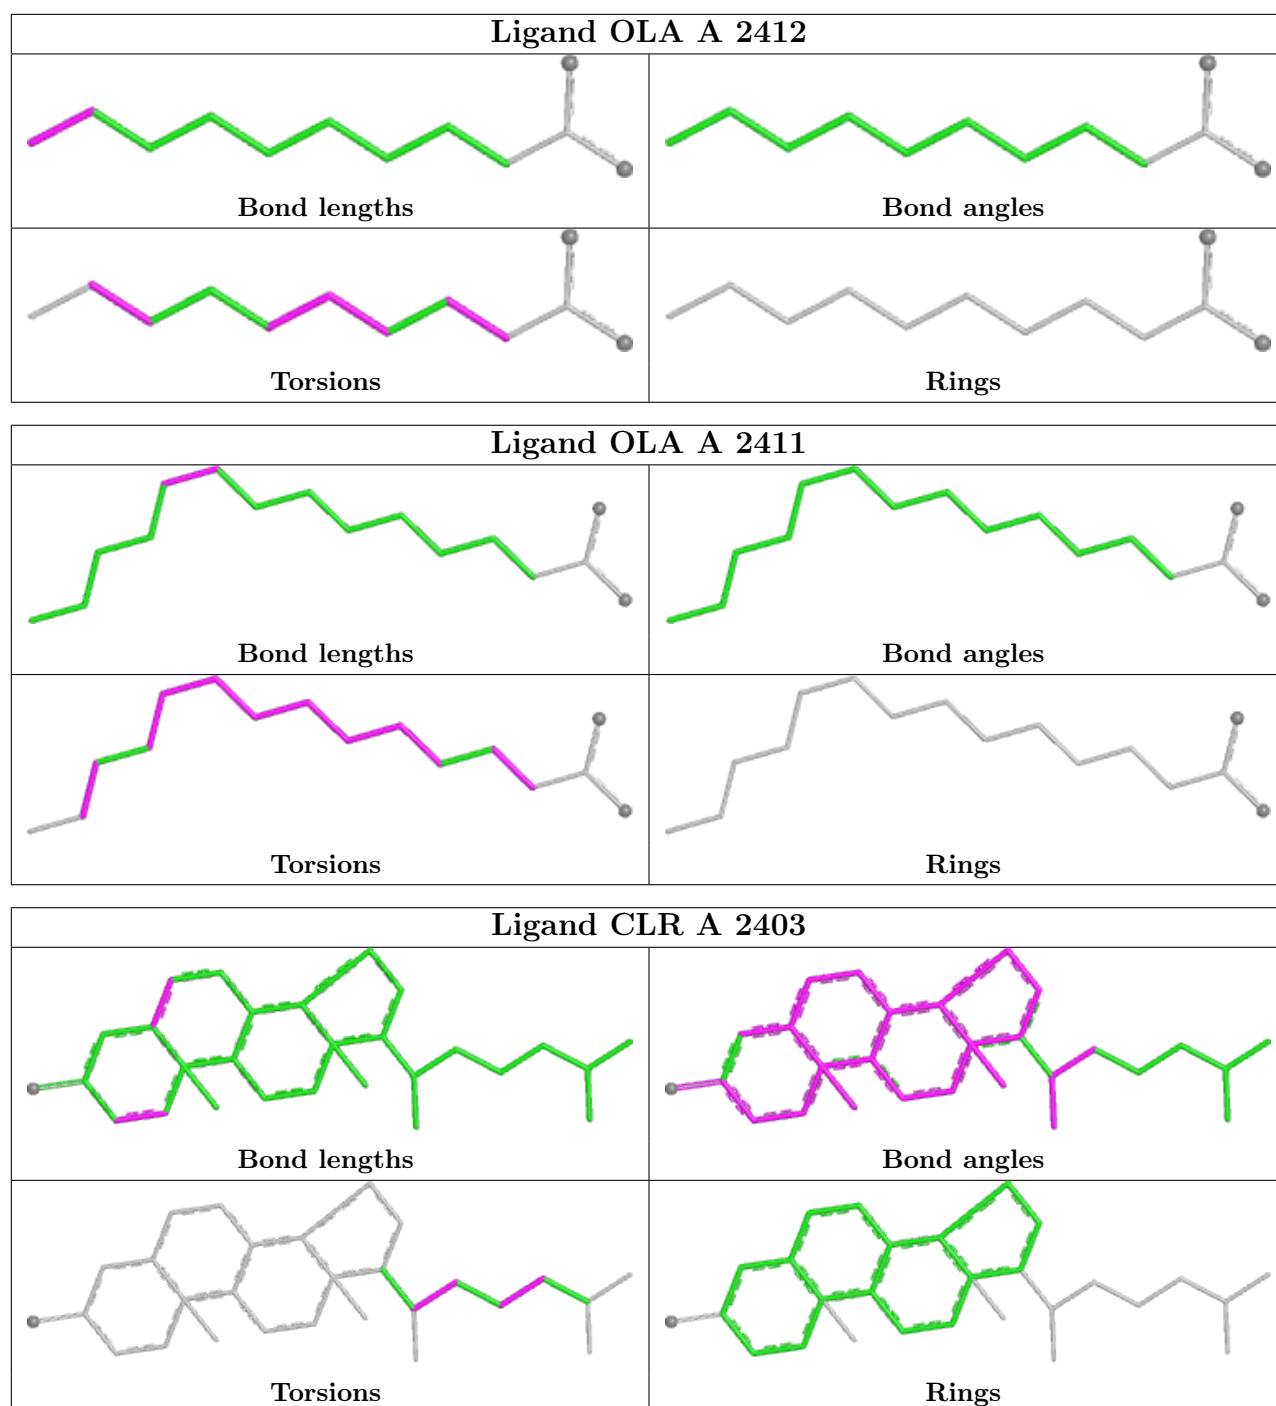 Ligand OLA A 2412
Bond lengths
Bond angles
Torsions
Rings
Ligand OLA A 2411
Bond lengths
Bond angles
Torsions
Rings
Ligand CLR A 2403
Bond lengths
Bond angles
Torsions
Rings